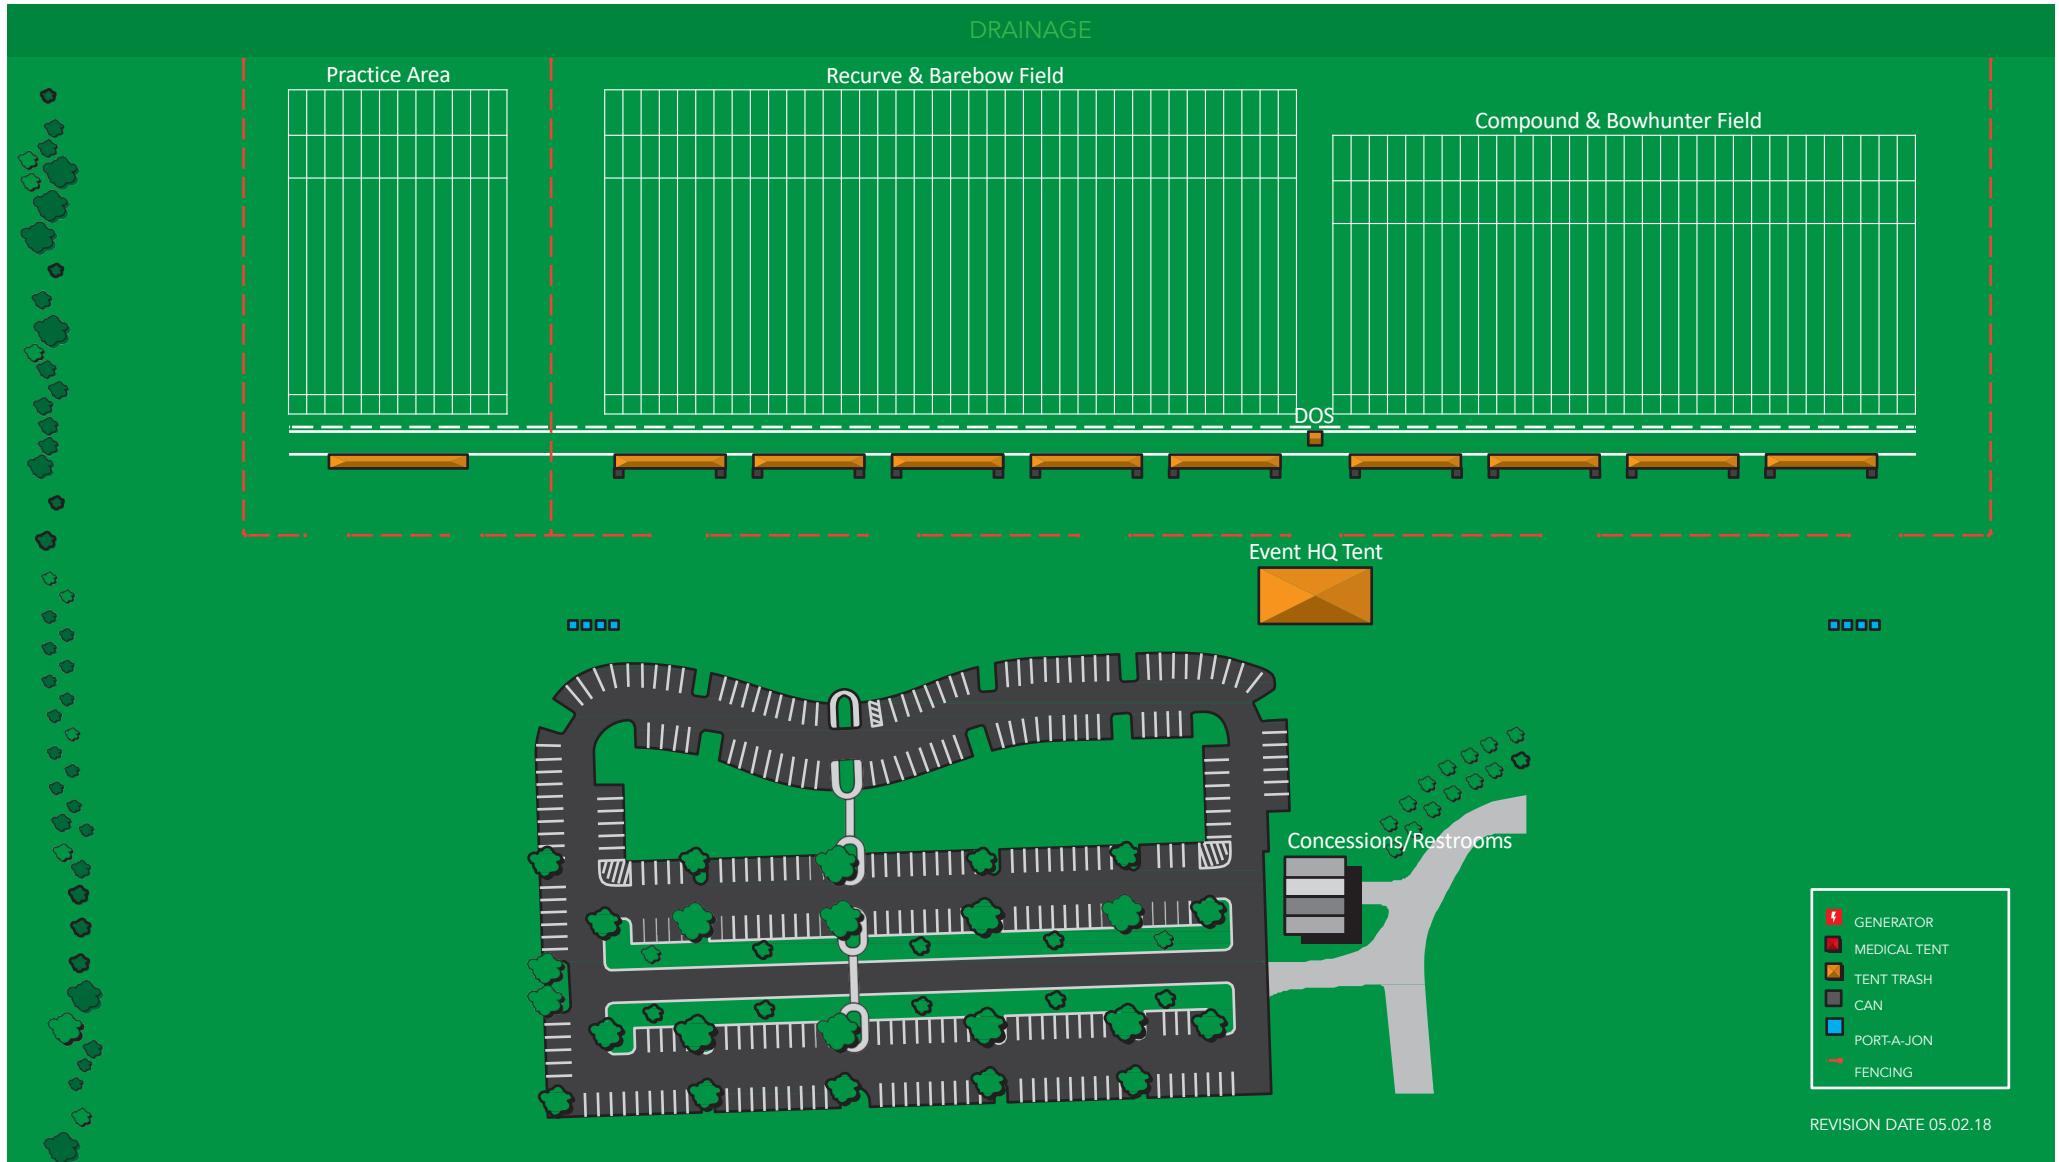 DRAINAGE
Practice Area
Recurve & Barebow Field
Compound & Bowhunter Field
DOS
Event HQ Tent
Concessions/Restrooms
GENERATOR
MEDICAL TENT
TENT TRASH
CAN
PORT-A-JON
FENCING
REVISION DATE 05.02.18